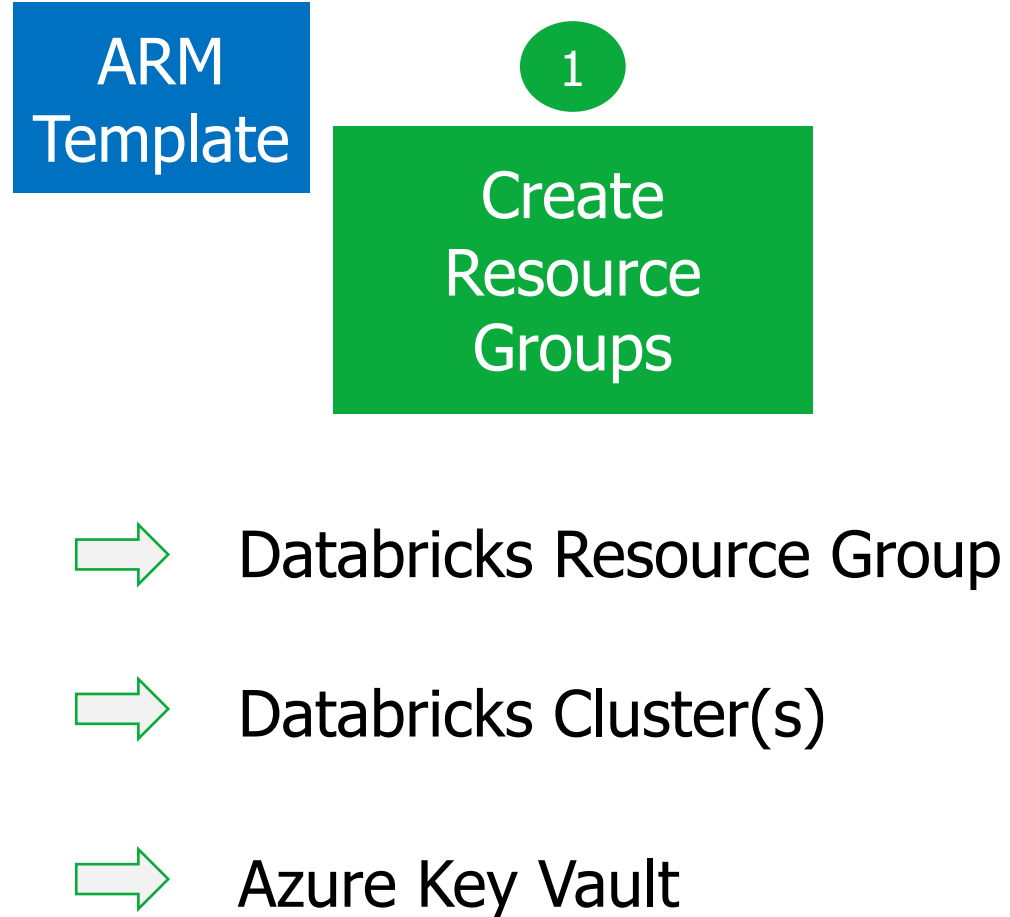 ARM
Template
1
Create
Resource
Groups
Databricks Resource Group
Databricks Cluster(s)
Azure Key Vault